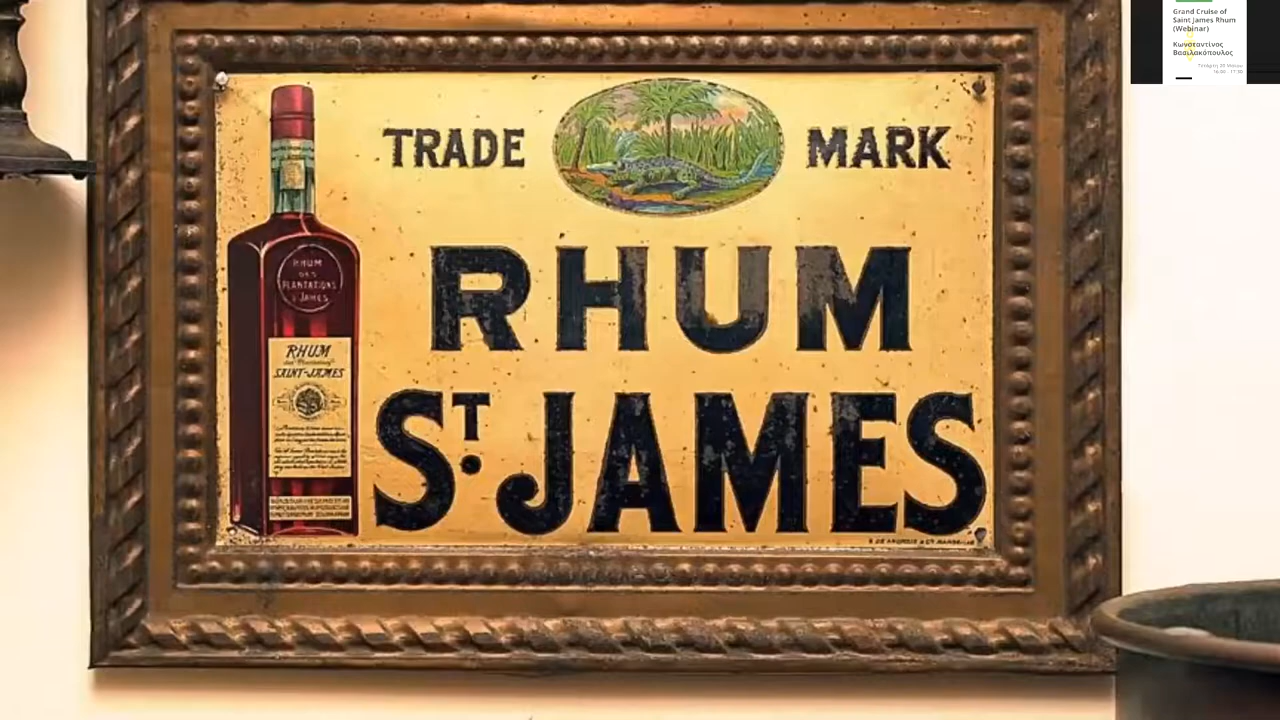 Grand Cruise of
Saint James Rhum
(Webinar)
Κωνσταντίνος
Βασιλακόπουλος
TRADE MARK
RHUM
ST. JAMES
RHUM
DES
PLANTATIONS
St JAMES
RHUM
SAINT-JAMES